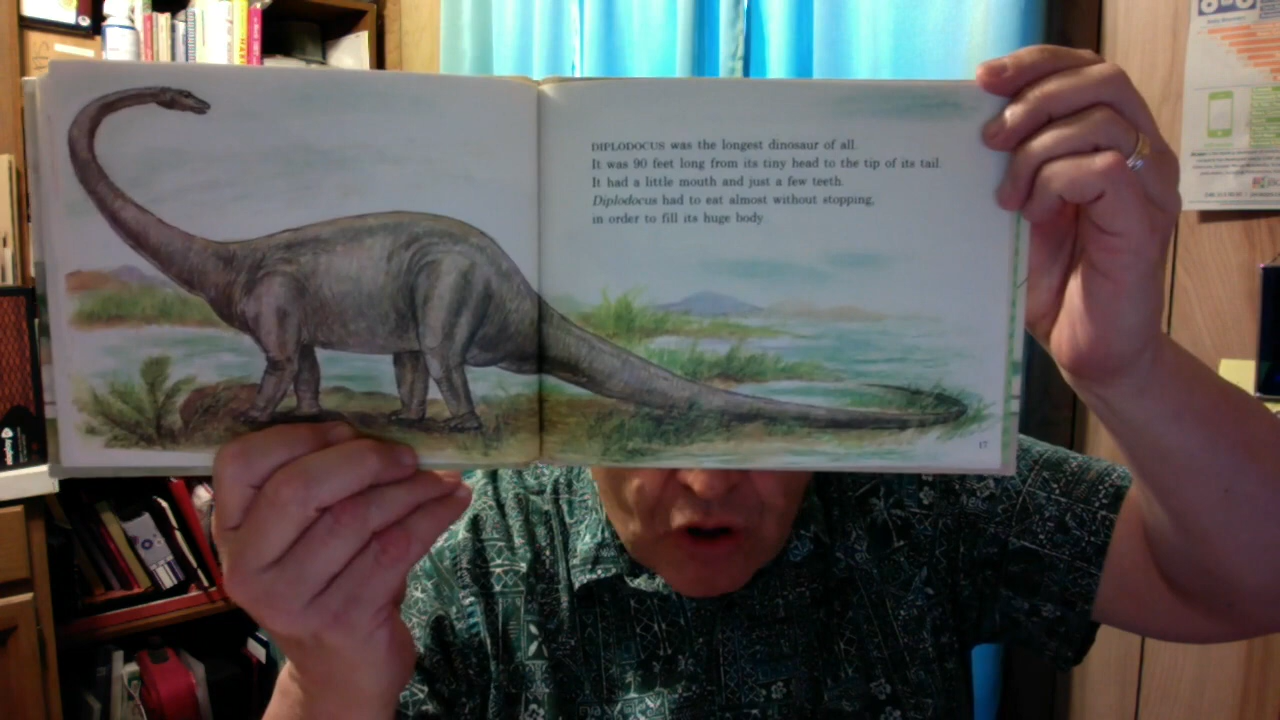 DIPLODOCUS was the longest dinosaur of all.
It was 90 feet long from its tiny head to the tip of its tail.
It had a little mouth and just a few teeth.
Diplodocus had to eat almost without stopping,
in order to fill its huge body
17